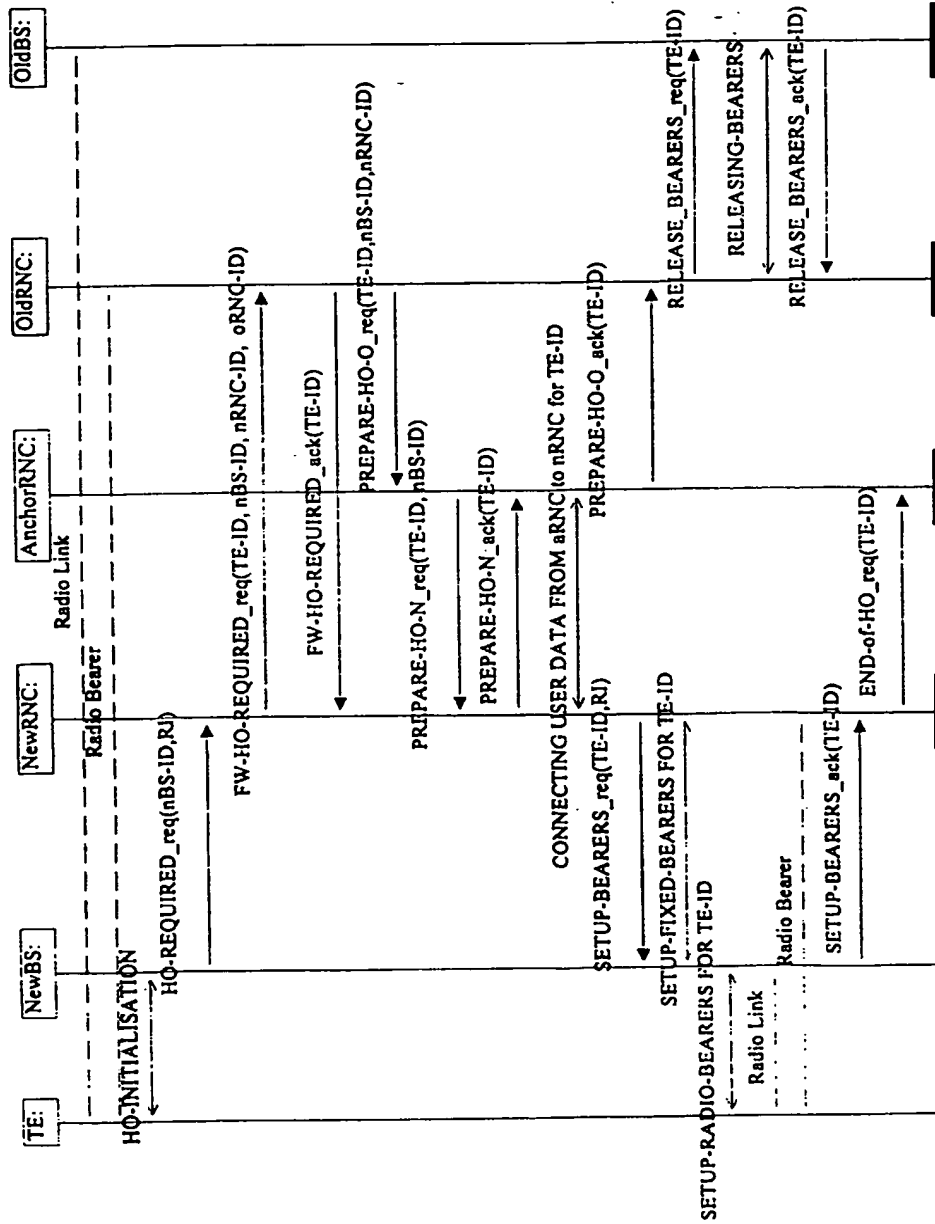 TE:
NewBS:
NewRNC:
AnchorRNC:
OldRNC:
OldBS:
Radio Link
Radio Bearer
HO-INITIALISATION
HO-REQUIRED_req(nBS-ID,RI)
FW-HO-REQUIRED_req(TE-ID, nBS-ID, nRNC-ID, oRNC-ID)
FW-HO-REQUIRED_ack(TE-ID)
PREPARE-HO-O_req(TE-ID,nBS-ID,nRNC-ID)
PREPARE-HO-N_req(TE-ID, nBS-ID)
PREPARE-HO-N_ack(TE-ID)
CONNECTING USER DATA FROM aRNC to nRNC for TE-ID
PREPARE-HO-O_ack(TE-ID)
SETUP-BEARERS_req(TE-ID,RI)
SETUP-FIXED-BEARERS FOR TE-ID
RELEASE_BEARERS_req(TE-ID)
SETUP-RADIO-BEARERS FOR TE-ID
RELEASING-BEARERS
Radio Link
Radio Bearer
RELEASE_BEARERS_ack(TE-ID)
SETUP-BEARERS_ack(TE-ID)
END-of-HO_req(TE-ID)